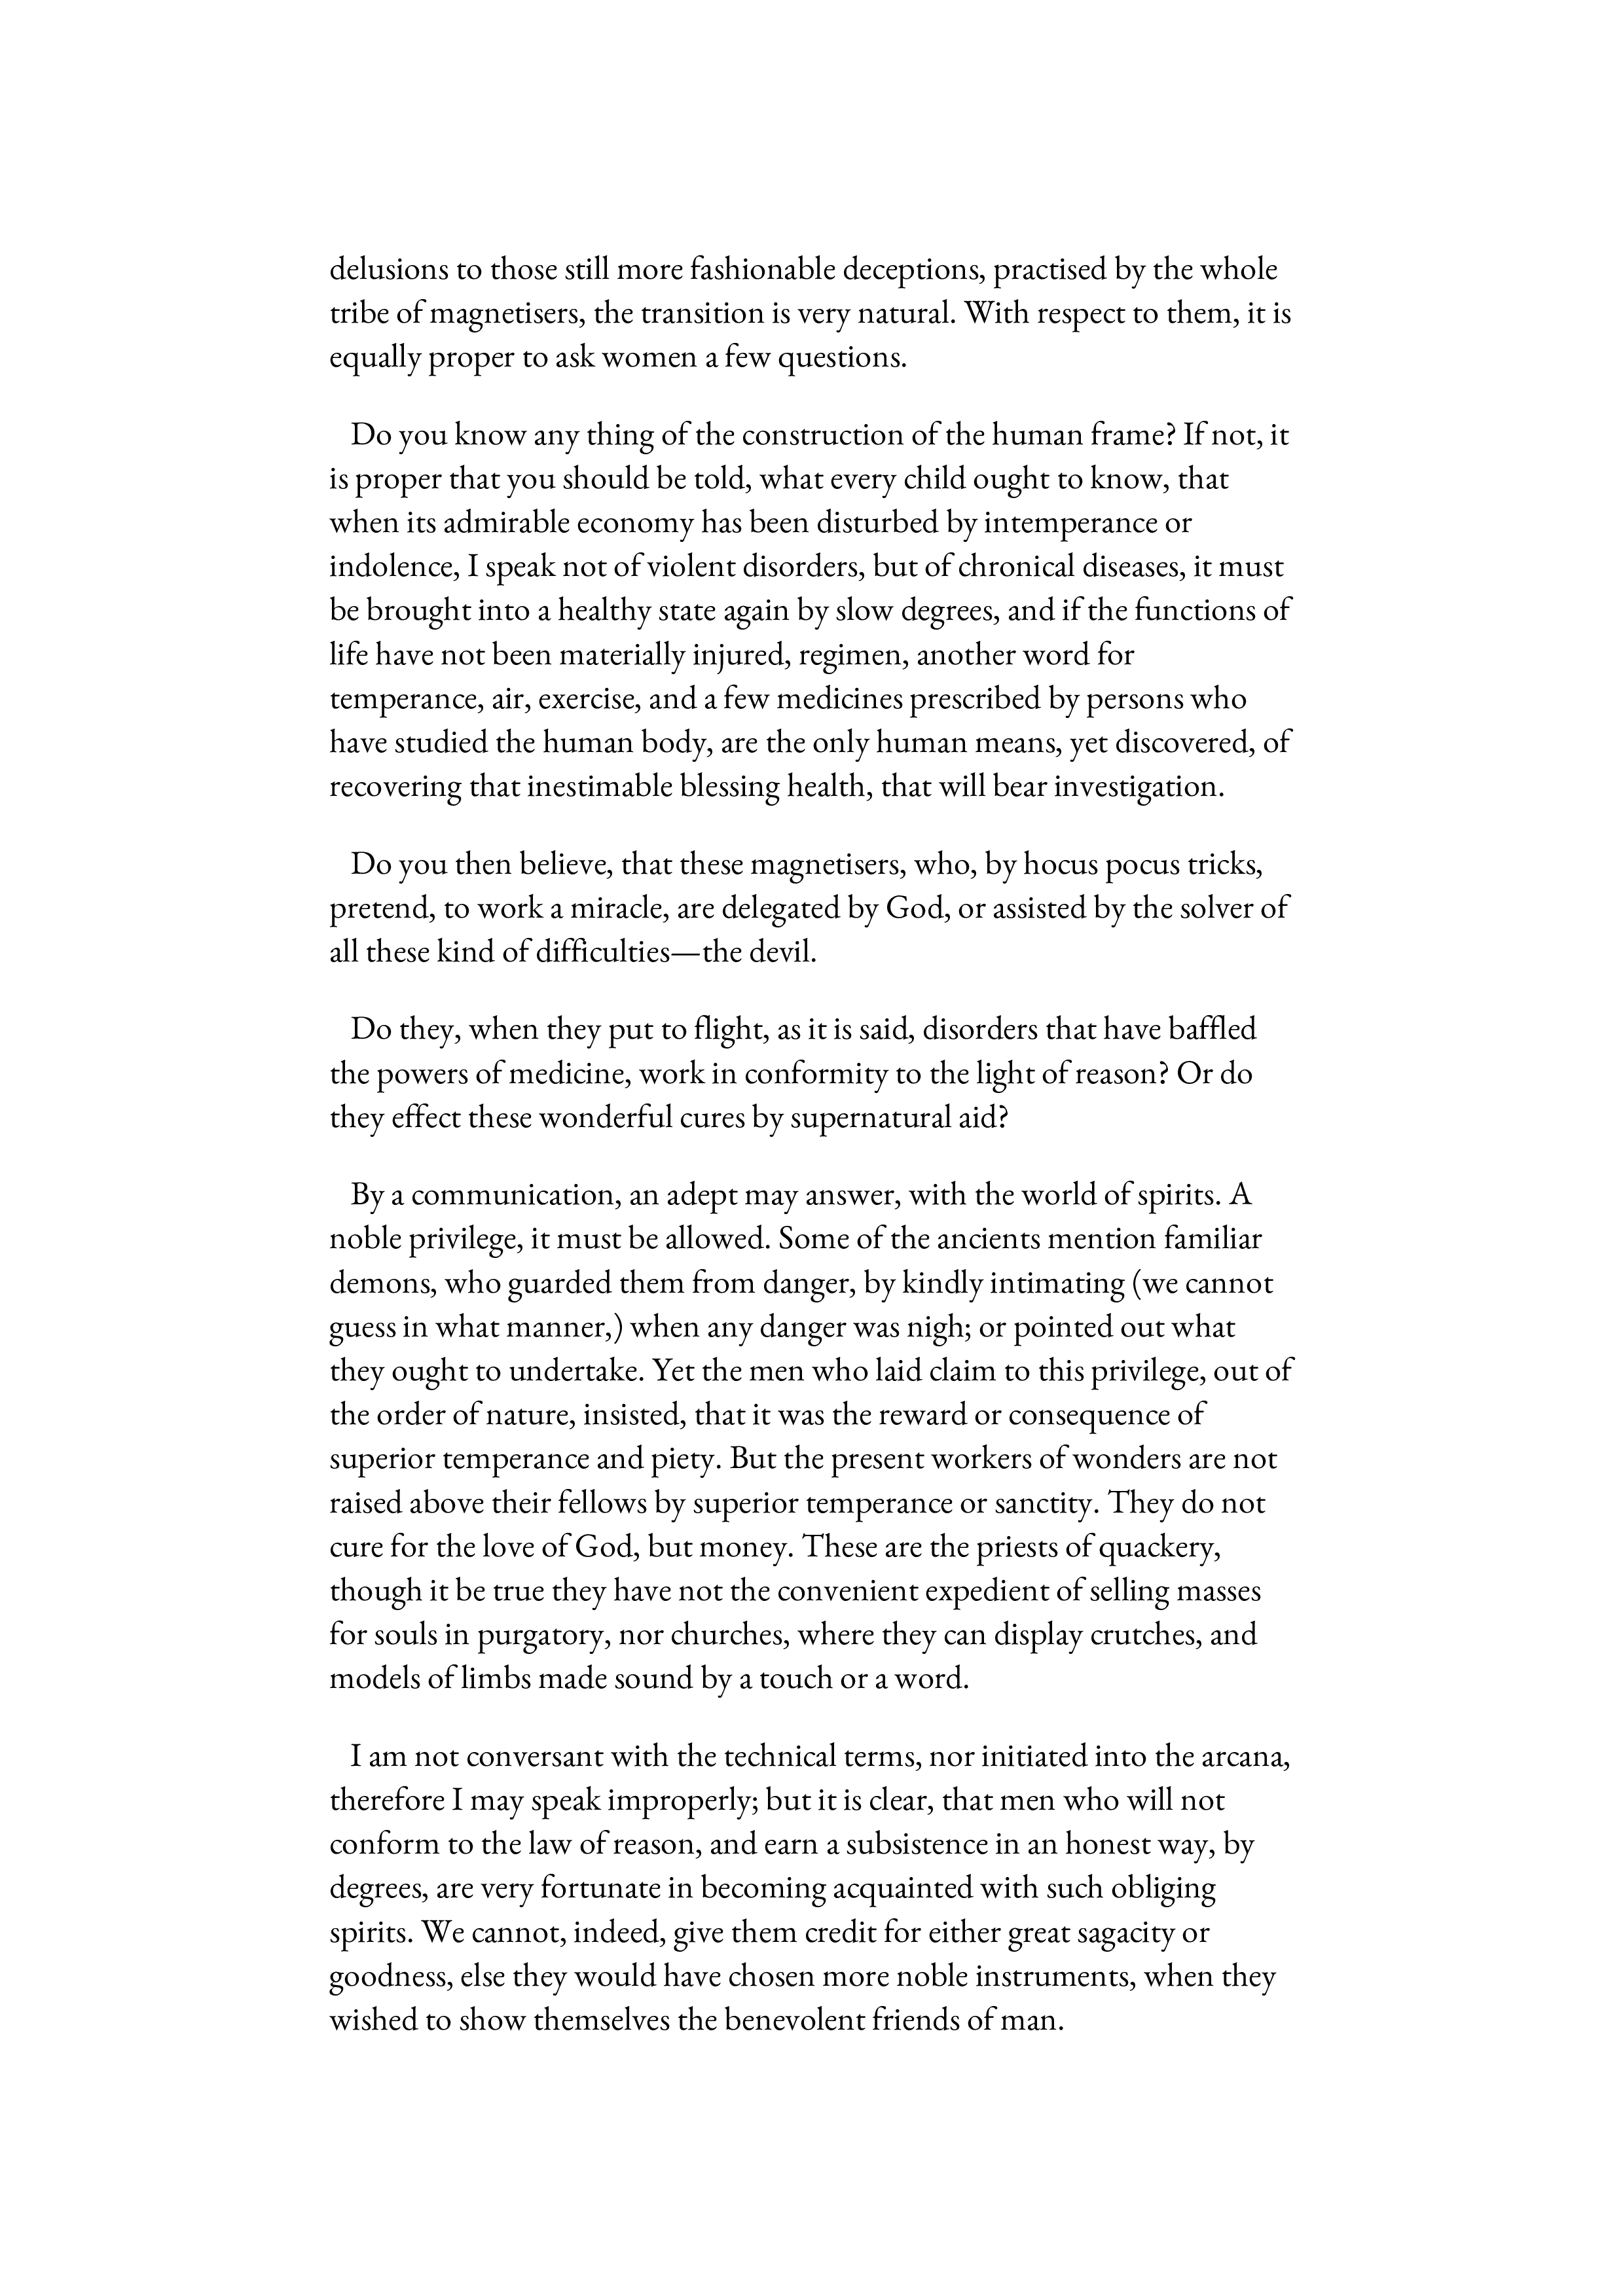 delusions to those still more fashionable deceptions, practised by the whole
tribe of magnetisers, the transition is very natural. With respect to them, it is
equally proper to ask women a few questions.
Do you know any thing of the construction of the human frame? If not, it
is proper that you should be told, what every child ought to know, that
when its admirable economy has been disturbed by intemperance or
indolence, I speak not of violent disorders, but of chronical diseases, it must
be brought into a healthy state again by slow degrees, and if the functions of
life have not been materially injured, regimen, another word for
temperance, air, exercise, and a few medicines prescribed by persons who
have studied the human body, are the only human means, yet discovered, of
recovering that inestimable blessing health, that will bear investigation.
Do you then believe, that these magnetisers, who, by hocus pocus tricks,
pretend, to work a miracle, are delegated by God, or assisted by the solver of
all these kind of difficulties—the devil.
Do they, when they put to flight, as it is said, disorders that have baffled
the powers of medicine, work in conformity to the light of reason? Or do
they effect these wonderful cures by supernatural aid?
By a communication, an adept may answer, with the world of spirits. A
noble privilege, it must be allowed. Some of the ancients mention familiar
demons, who guarded them from danger, by kindly intimating (we cannot
guess in what manner,) when any danger was nigh; or pointed out what
they ought to undertake. Yet the men who laid claim to this privilege, out of
the order of nature, insisted, that it was the reward or consequence of
superior temperance and piety. But the present workers of wonders are not
raised above their fellows by superior temperance or sanctity. They do not
cure for the love of God, but money. These are the priests of quackery,
though it be true they have not the convenient expedient of selling masses
for souls in purgatory, nor churches, where they can display crutches, and
models of limbs made sound by a touch or a word.
I am not conversant with the technical terms, nor initiated into the arcana,
therefore I may speak improperly; but it is clear, that men who will not
conform to the law of reason, and earn a subsistence in an honest way, by
degrees, are very fortunate in becoming acquainted with such obliging
spirits. We cannot, indeed, give them credit for either great sagacity or
goodness, else they would have chosen more noble instruments, when they
wished to show themselves the benevolent friends of man.